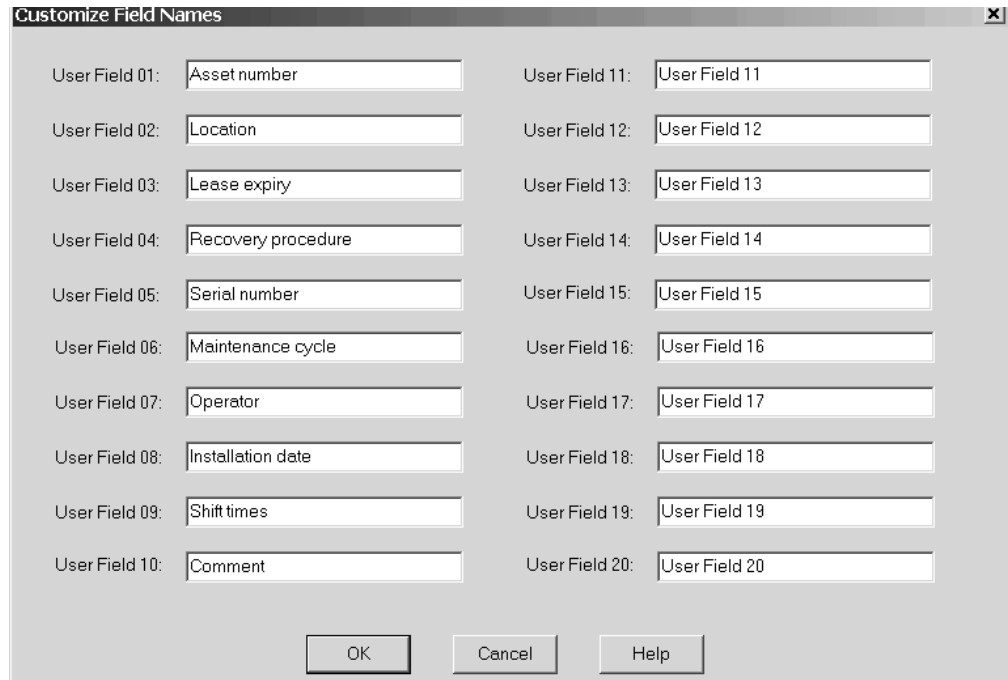 Customize Field Names
User Field 01: Asset number User Field 11: User Field 11
User Field 02: Location User Field 12: User Field 12
User Field 03: Lease expiry User Field 13: User Field 13
User Field 04: Recovery procedure User Field 14: User Field 14
User Field 05: Serial number User Field 15: User Field 15
User Field 06: Maintenance cycle User Field 16: User Field 16
User Field 07: Operator User Field 17: User Field 17
User Field 08: Installation date User Field 18: User Field 18
User Field 09: Shift times User Field 19: User Field 19
User Field 10: Comment User Field 20: User Field 20
OK Cancel Help